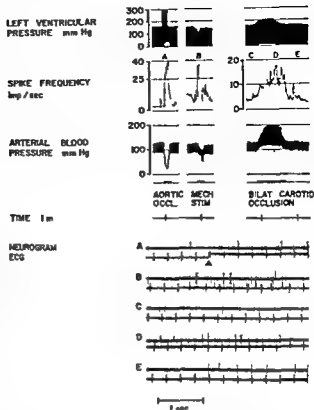 LEFT VENTRICULAR
PRESSURE mm Hg
300
200
100
0
A B C D E
SPIKE FREQUENCY
Imp/sec
40
20
0
20
10
0
ARTERIAL BLOOD
PRESSURE mm Hg
200
100
0
AORTIC
OCCL.
MECH
STIM
BILAT CAROTID
OCCLUSION
TIME 1m
NEUROGRAM
ECG
A
B
C
D
E
1 sec